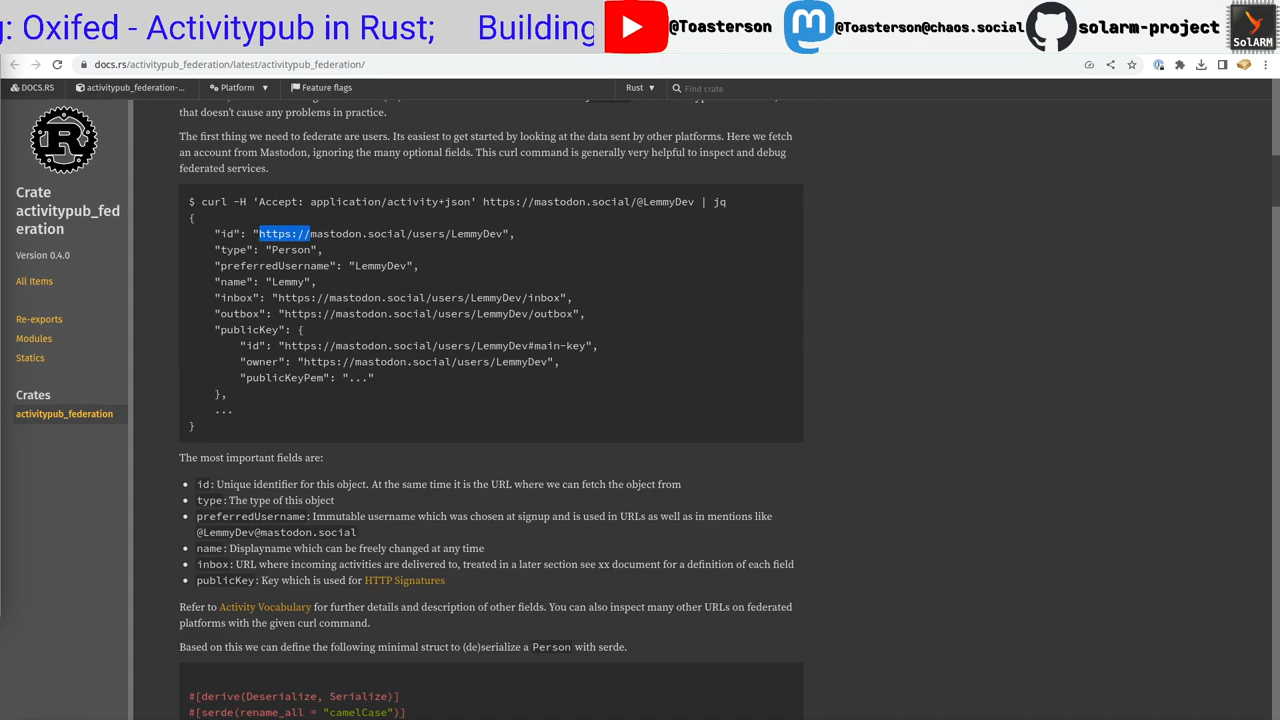 g: Oxifed - Activitypub in Rust; Building
@Toasterson
@Toasterson@chaos.social
solarm-project
SolARM
docs.rs/activitypub_federation/latest/activitypub_federation/
DOCS.RS
activitypub_federation-...
Platform
Feature flags
Rust
Find crate
that doesn't cause any problems in practice.
The first thing we need to federate are users. Its easiest to get started by looking at the data sent by other platforms. Here we fetch
an account from Mastodon, ignoring the many optional fields. This curl command is generally very helpful to inspect and debug
federated services.
Crate
activitypub_fed
eration
Version 0.4.0
All Items
Re-exports
Modules
Statics
Crates
activitypub_federation
$ curl -H 'Accept: application/activity+json' https://mastodon.social/@LemmyDev | jq
{
"id": "https://mastodon.social/users/LemmyDev",
"type": "Person",
"preferredUsername": "LemmyDev",
"name": "Lemmy",
"inbox": "https://mastodon.social/users/LemmyDev/inbox",
"outbox": "https://mastodon.social/users/LemmyDev/outbox",
"publicKey": {
"id": "https://mastodon.social/users/LemmyDev#main-key",
"owner": "https://mastodon.social/users/LemmyDev",
"publicKeyPem": "..."
},
...
}
The most important fields are:
id: Unique identifier for this object. At the same time it is the URL where we can fetch the object from
type: The type of this object
preferredUsername: Immutable username which was chosen at signup and is used in URLs as well as in mentions like
@LemmyDev@mastodon.social
name: Displayname which can be freely changed at any time
inbox: URL where incoming activities are delivered to, treated in a later section see xx document for a definition of each field
publicKey: Key which is used for HTTP Signatures
Refer to Activity Vocabulary for further details and description of other fields. You can also inspect many other URLs on federated
platforms with the given curl command.
Based on this we can define the following minimal struct to (de)serialize a Person with serde.
#[derive(Deserialize, Serialize)]
#[serde(rename_all = "camelCase")]